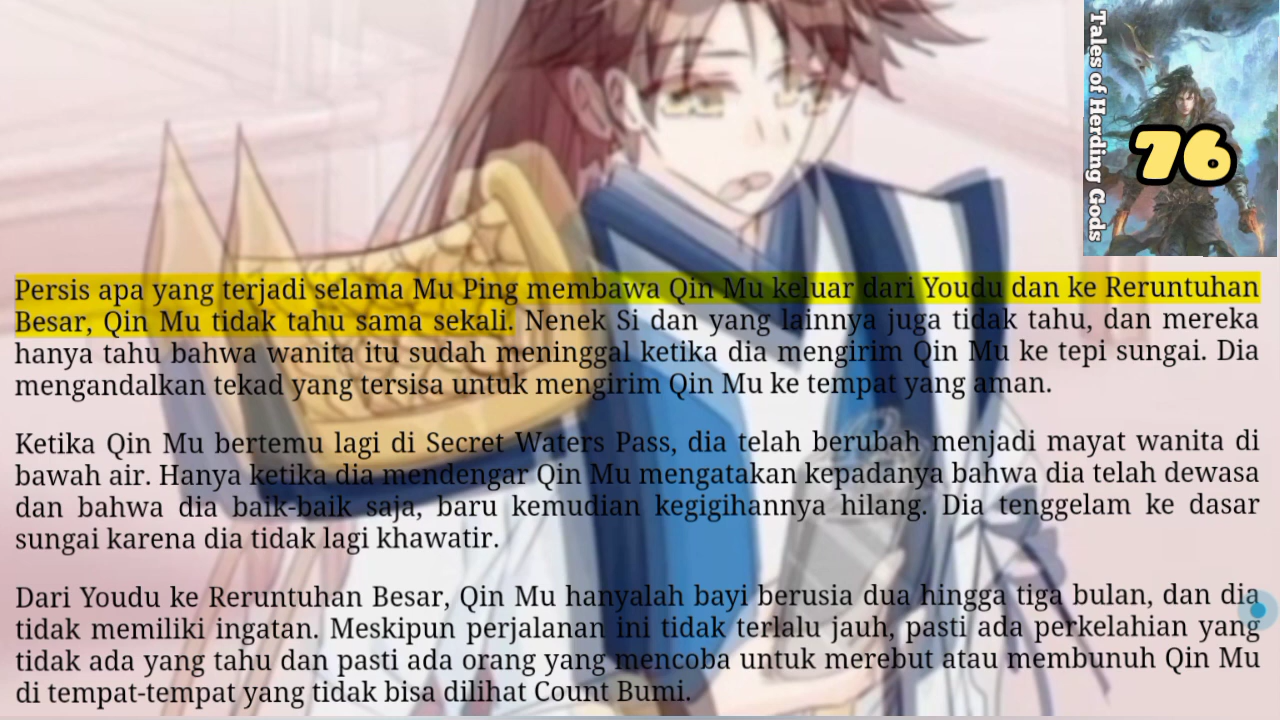 Tales of Herding Gods
76
Persis apa yang terjadi selama Mu Ping membawa Qin Mu keluar dari Youdu dan ke Reruntuhan
Besar, Qin Mu tidak tahu sama sekali. Nenek Si dan yang lainnya juga tidak tahu, dan mereka
hanya tahu bahwa wanita itu sudah meninggal ketika dia mengirim Qin Mu ke tepi sungai. Dia
mengandalkan tekad yang tersisa untuk mengirim Qin Mu ke tempat yang aman.
Ketika Qin Mu bertemu lagi di Secret Waters Pass, dia telah berubah menjadi mayat wanita di
bawah air. Hanya ketika dia mendengar Qin Mu mengatakan kepadanya bahwa dia telah dewasa
dan bahwa dia baik-baik saja, baru kemudian kegigihannya hilang. Dia tenggelam ke dasar
sungai karena dia tidak lagi khawatir.
Dari Youdu ke Reruntuhan Besar, Qin Mu hanyalah bayi berusia dua hingga tiga bulan, dan dia
tidak memiliki ingatan. Meskipun perjalanan ini tidak terlalu jauh, pasti ada perkelahian yang
tidak ada yang tahu dan pasti ada orang yang mencoba untuk merebut atau membunuh Qin Mu
di tempat-tempat yang tidak bisa dilihat Count Bumi.